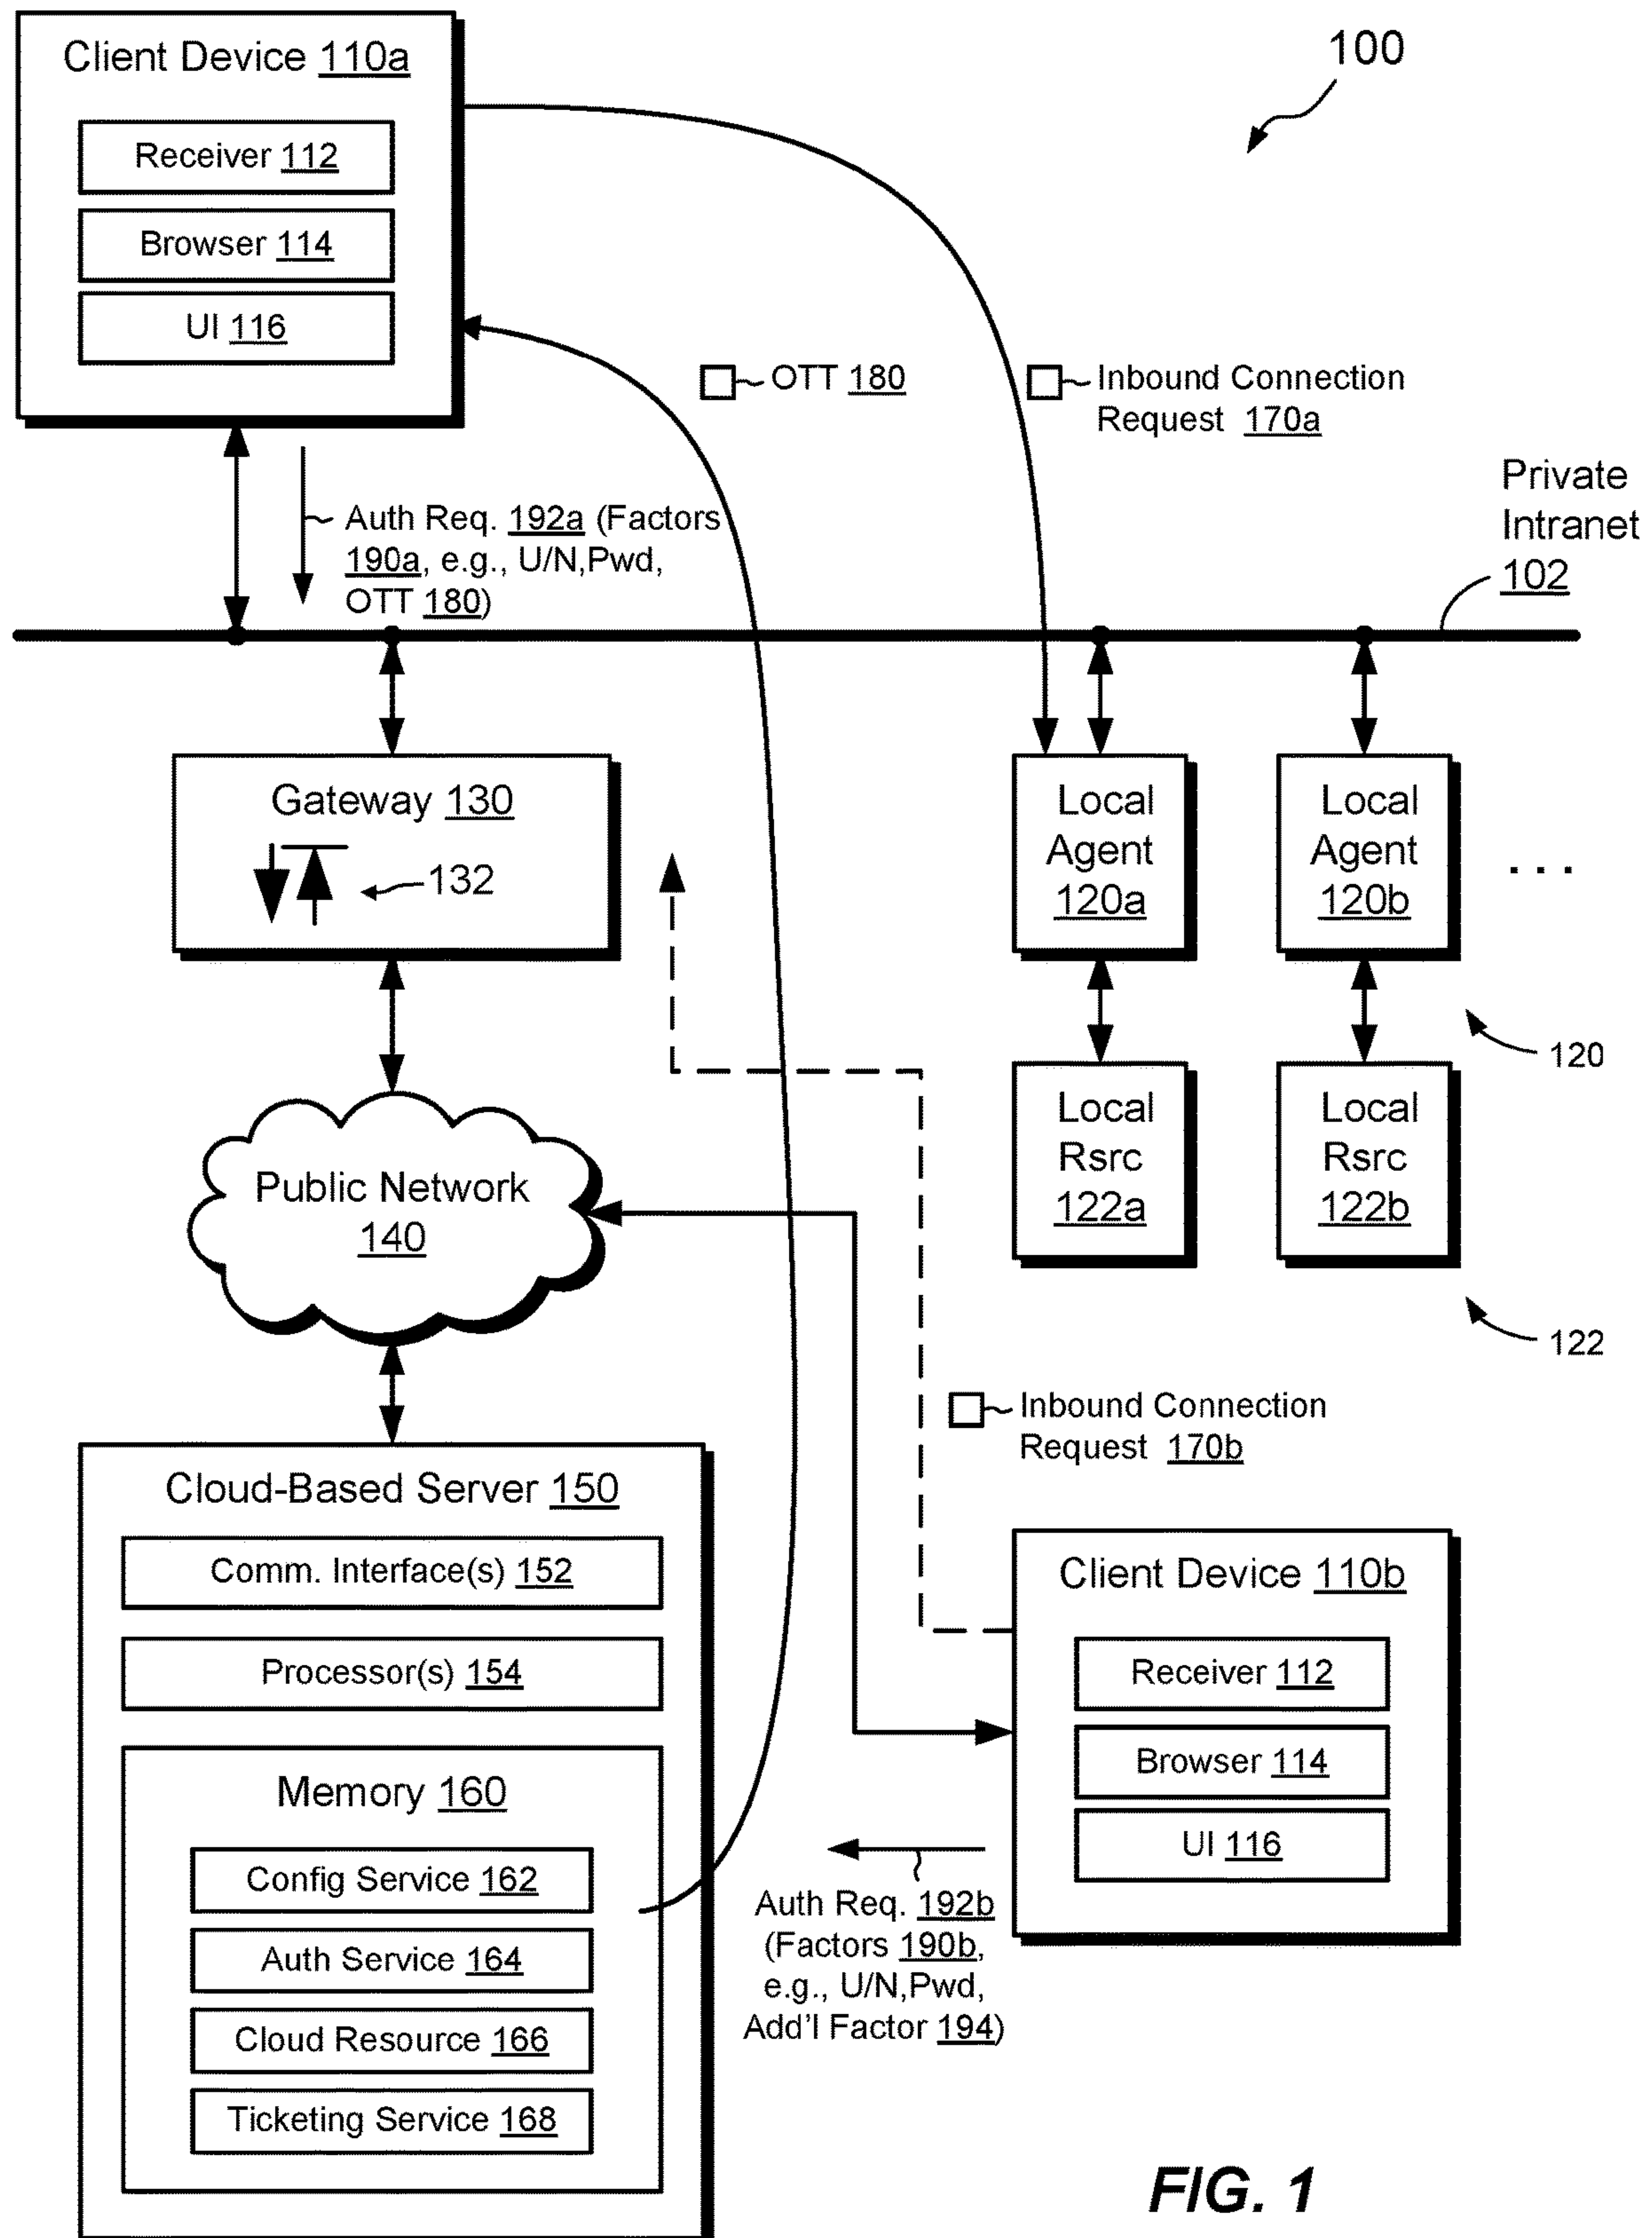 Client Device 110a
Receiver 112
Browser 114
UI 116
100
OTT 180
Inbound Connection
Request 170a
Auth Req. 192a (Factors
190a, e.g., U/N,Pwd,
OTT 180)
Private
Intranet
102
Gateway 130
132
Local
Agent
120a
Local
Agent
120b
...
120
Local
Rsrc
122a
Local
Rsrc
122b
122
Public Network
140
Inbound Connection
Request 170b
Cloud-Based Server 150
Comm. Interface(s) 152
Processor(s) 154
Memory 160
Config Service 162
Auth Service 164
Cloud Resource 166
Ticketing Service 168
Client Device 110b
Receiver 112
Browser 114
UI 116
Auth Req. 192b
(Factors 190b,
e.g., U/N,Pwd,
Add'l Factor 194)
FIG. 1